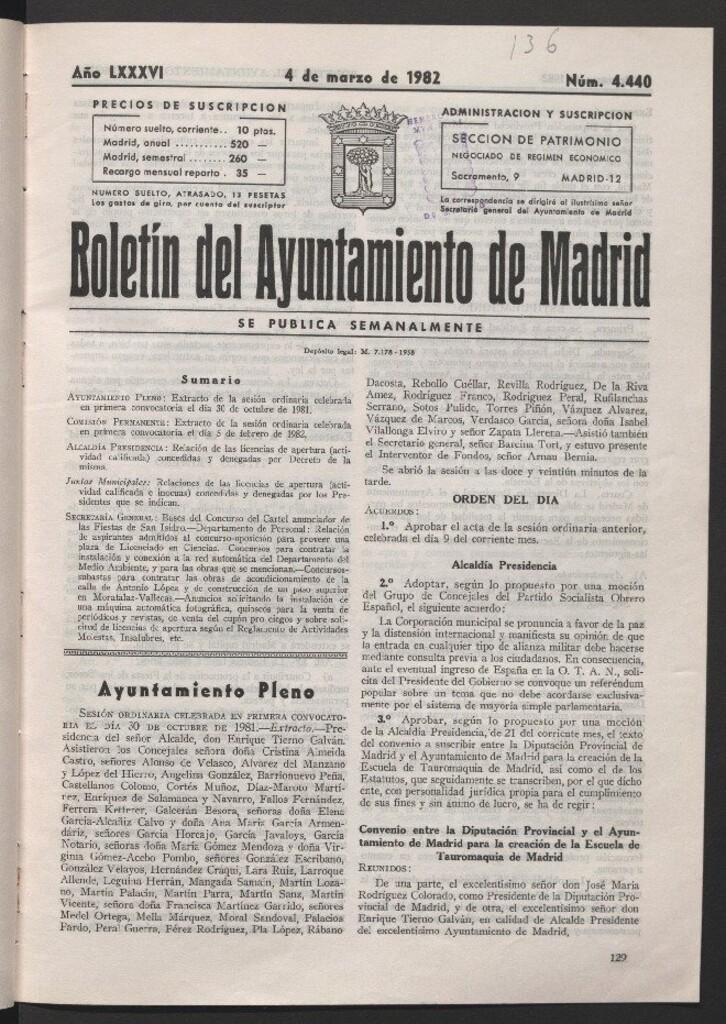 136
Año LXXXVI 4 de marzo de 1982 Núm. 4.440
PRECIOS DE SUSCRIPCION
Número suelto, corriente.. 10 ptas.
Madrid, anual ........... 520 —
Madrid, semestral ........ 260 —
Recargo mensual reparto . 35 —
NUMERO SUELTO, ATRASADO, 13 PESETAS
Los gastos de giro, por cuenta del suscriptor
ADMINISTRACION Y SUSCRIPCION
SECCION DE PATRIMONIO
NEGOCIADO DE REGIMEN ECONOMICO
Sacramento, 9 MADRID-12
La correspondencia se dirigirá al ilustrísimo señor
Secretario general del Ayuntamiento de Madrid
Boletín del Ayuntamiento de Madrid
SE PUBLICA SEMANALMENTE
Depósito legal: M. 7.178 - 1958
Sumario
AYUNTAMIENTO PLENO: Extracto de la sesión ordinaria celebrada
en primera convocatoria el día 30 de octubre de 1981.
COMISIÓN PERMANENTE: Extracto de la sesión ordinaria celebrada
en primera convocatoria el día 5 de febrero de 1982.
ALCALDÍA PRESIDENCIA: Relación de las licencias de apertura (acti-
vidad calificada) concedidas y denegadas por Decreto de la
misma.
Juntas Municipales: Relaciones de las licencias de apertura (acti-
vidad calificada e inocuas) concedidas y denegadas por los Pre-
sidentes que se indican.
SECRETARÍA GENERAL: Bases del Concurso del Cartel anunciador de
las Fiestas de San Isidro.—Departamento de Personal: Relación
de aspirantes admitidos al concurso-oposición para proveer una
plaza de Licenciado en Ciencias. Concursos para contratar la
instalación y conexión a la red automática del Departamento del
Medio Ambiente, y para las obras que se mencionan.—Concursos-
subastas para contratar las obras de acondicionamiento de la
calle de Antonio López y de construcción de un paso superior
en Moratalaz-Vallecas.—Anuncios solicitando la instalación de
una máquina automática fotográfica, quioscos para la venta de
periódicos y revistas, de venta del cupón pro ciegos y sobre soli-
citud de licencias de apertura según el Reglamento de Actividades
Molestas, Insalubres, etc.
Ayuntamiento Pleno
SESIÓN ORDINARIA CELEBRADA EN PRIMERA CONVOCATO-
RIA EL DÍA 30 DE OCTUBRE DE 1981.—Extracto.—Pre-
sidencia del señor Alcalde, don Enrique Tierno Galván.
Asistieron los Concejales señora doña Cristina Almeida
Castro, señores Alonso de Velasco, Alvarez del Manzano
y López del Hierro, Angelina González, Barrionuevo Peña,
Castellanos Colomo, Cortés Muñoz, Díaz-Maroto Martí-
rez, Enríquez de Salamanca y Navarro, Fallos Fernández,
Ferrera Kettner, Galcerán Besora, señoras doña Elena
García-Alcañiz Calvo y doña Ana María García Armen-
dáriz, señores García Horcajo, García Javaloys, García
Notario, señoras doña María Gómez Mendoza y doña Vir-
ginia Gómez-Acebo Pombo, señores González Escribano,
González Velayos, Hernández Craqui, Lara Ruiz, Larroque
Allende, Leguina Herrán, Mangada Samaín, Martín Loza-
no, Martín Palacín, Martín Parra, Martín Sanz, Martín
Vicente, señora doña Francisca Martínez Garrido, señores
Medel Ortega, Mella Márquez, Moral Sandoval, Palacios
Pardo, Peral Guerra, Pérez Rodríguez, Pla López, Rábano
Dacosta, Rebollo Cuéllar, Revilla Rodríguez, De la Riva
Amez, Rodríguez Franco, Rodríguez Peral, Rufilanchas
Serrano, Sotos Pulido, Torres Piñón, Vázquez Alvarez,
Vázquez de Marcos, Verdasco García, señora doña Isabel
Vilallonga Elviro y señor Zapata Llerena.—Asistió también
el Secretario general, señor Barcina Tort, y estuvo presente
el Interventor de Fondos, señor Arnau Bernia.
Se abrió la sesión a las doce y veintiún minutos de la
tarde.
ORDEN DEL DIA
ACUERDOS:
1.º Aprobar el acta de la sesión ordinaria anterior,
celebrada el día 9 del corriente mes.
Alcaldía Presidencia
2.º Adoptar, según lo propuesto por una moción
del Grupo de Concejales del Partido Socialista Obrero
Español, el siguiente acuerdo:
La Corporación municipal se pronuncia a favor de la paz
y la distensión internacional y manifiesta su opinión de que
la entrada en cualquier tipo de alianza militar debe hacerse
mediante consulta previa a los ciudadanos. En consecuencia,
ante el eventual ingreso de España en la O. T. A. N., soli-
cita del Presidente del Gobierno se convoque un referéndum
popular sobre un tema que no debe acordarse exclusiva-
mente por el sistema de mayoría simple parlamentaria.
3.º Aprobar, según lo propuesto por una moción
de la Alcaldía Presidencia, de 21 del corriente mes, el texto
del convenio a suscribir entre la Diputación Provincial de
Madrid y el Ayuntamiento de Madrid para la creación de la
Escuela de Tauromaquia de Madrid, así como el de los
Estatutos, que seguidamente se transcriben, por el que dicho
ente, con personalidad jurídica propia para el cumplimiento
de sus fines y sin ánimo de lucro, se ha de regir:
Convenio entre la Diputación Provincial y el Ayun-
tamiento de Madrid para la creación de la Escuela de
Tauromaquia de Madrid
REUNIDOS:
De una parte, el excelentísimo señor don José María
Rodríguez Colorado, como Presidente de la Diputación Pro-
vincial de Madrid, y de otra, el excelentísimo señor don
Enrique Tierno Galván, en calidad de Alcalde Presidente
del excelentísimo Ayuntamiento de Madrid,
129